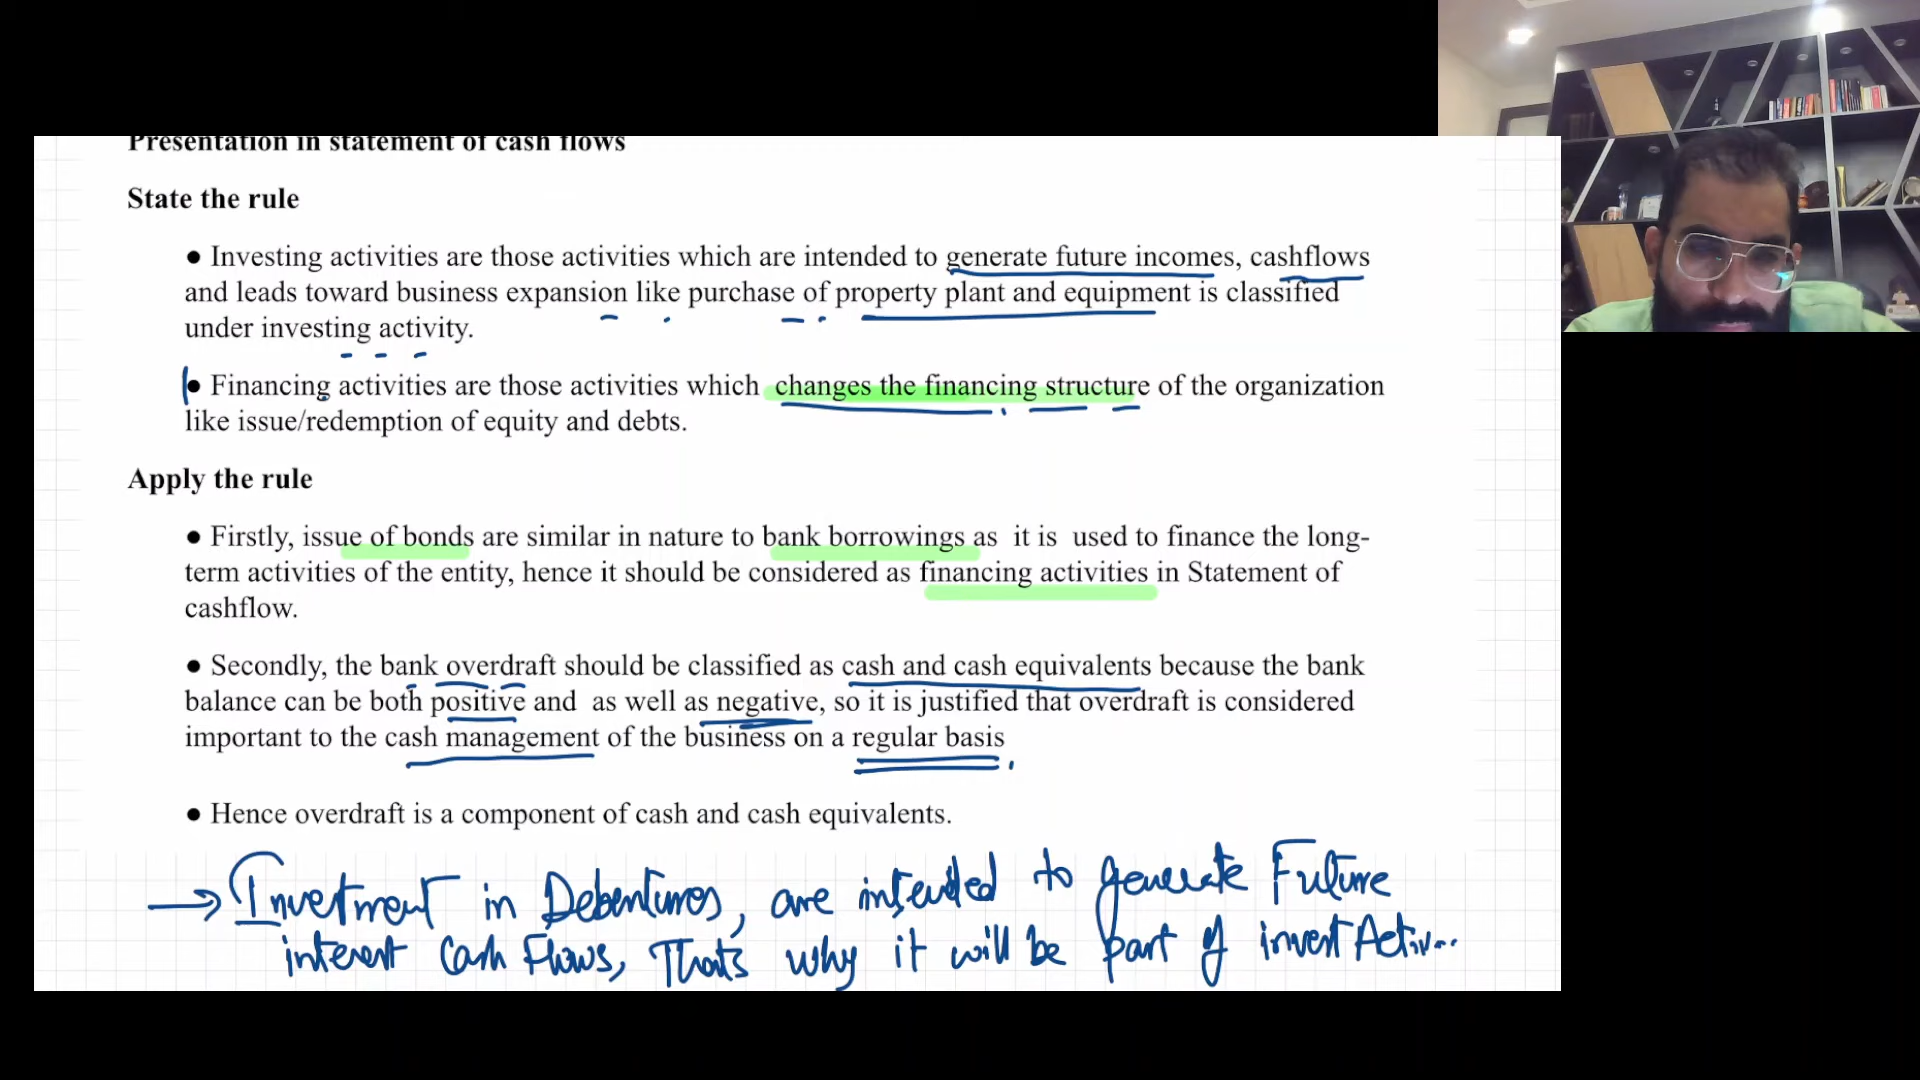 Presentation in statement of cash flows
State the rule
● Investing activities are those activities which are intended to generate future incomes, cashflows
and leads toward business expansion like purchase of property plant and equipment is classified
under investing activity.
● Financing activities are those activities which changes the financing structure of the organization
like issue/redemption of equity and debts.
Apply the rule
● Firstly, issue of bonds are similar in nature to bank borrowings as it is used to finance the long-
term activities of the entity, hence it should be considered as financing activities in Statement of
cashflow.
● Secondly, the bank overdraft should be classified as cash and cash equivalents because the bank
balance can be both positive and as well as negative, so it is justified that overdraft is considered
important to the cash management of the business on a regular basis
● Hence overdraft is a component of cash and cash equivalents.
→ Investment in Debentures, are intended to generate Future
interest Cash Flows, That's why it will be part of invest Activ...